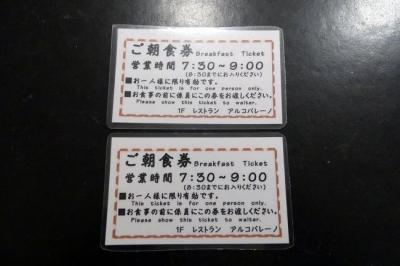 ご朝食券 Breakfast Ticket
営業時間 7:30～9:00
(8:30までにお入りください)
■お一人様に限り有効です。
This ticket is for one person only.
■お食事の前に係員にこの券をお渡しください。
Please show this ticket to waiter.
1F レストラン アルコバレーノ
ご朝食券 Breakfast Ticket
営業時間 7:30～9:00
(8:30までにお入りください)
■お一人様に限り有効です。
This ticket is for one person only.
■お食事の前に係員にこの券をお渡しください。
Please show this ticket to waiter.
1F レストラン アルコバレーノ